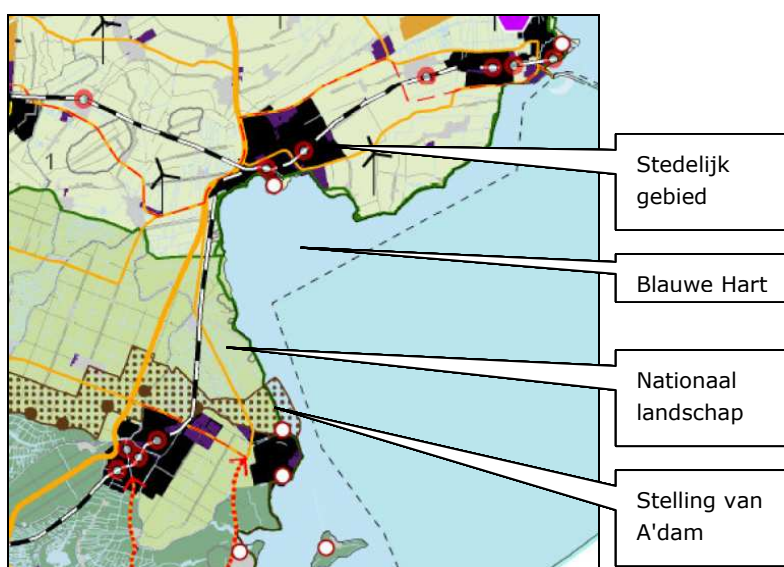 1
Stedelijk
gebied
Blauwe Hart
Nationaal
landschap
Stelling van
A'dam